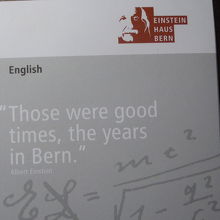 EINSTEIN
HAUS
BERN
English
“Those were good
times, the years
in Bern.”
Albert Einstein